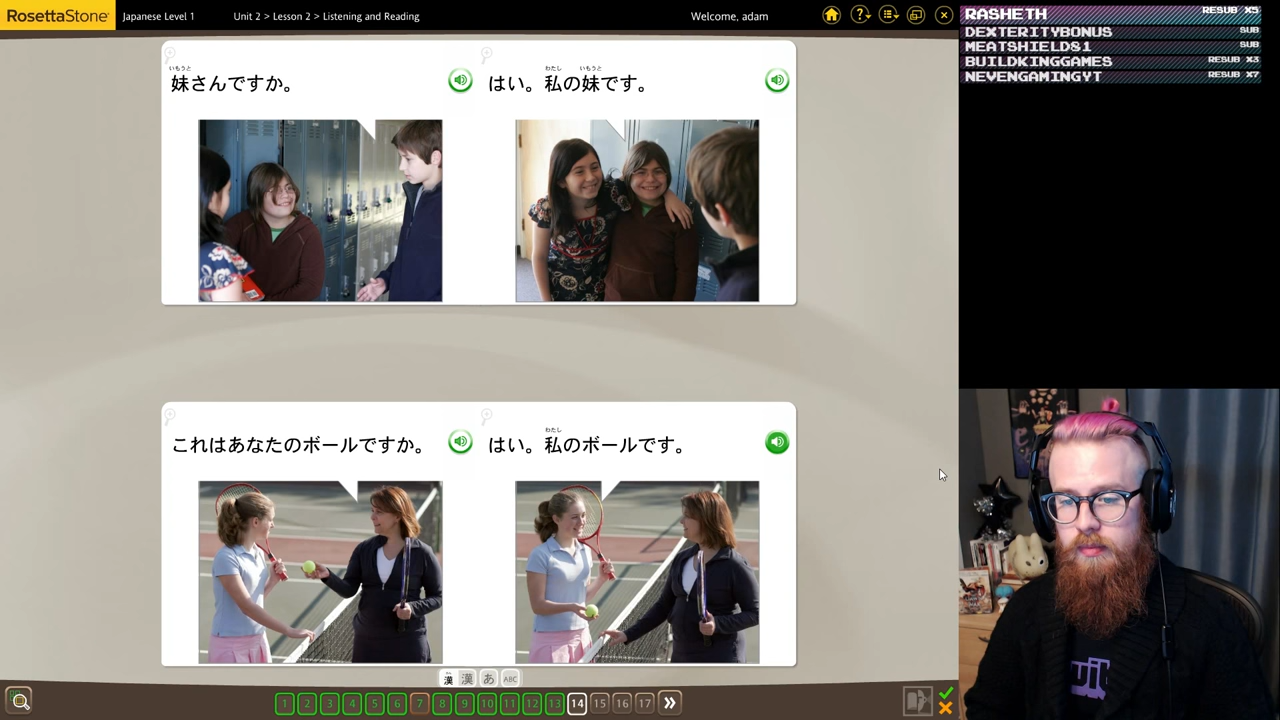 RosettaStone
Japanese Level 1
Unit 2 > Lesson 2 > Listening and Reading
Welcome, adam
RASHETH RESUB X5
DEXTERITYBONUS SUB
MEATSHIELD81 SUB
BUILDKINGGAMES RESUB X3
NEVENGAMINGYT RESUB X7
いもうと
妹さんですか。
わたし いもうと
はい。私の妹です。
これはあなたのボールですか。
わたし
はい。私のボールです。
漢 漢 あ ABC
1 2 3 4 5 6 7 8 9 10 11 12 13 14 15 16 17 »